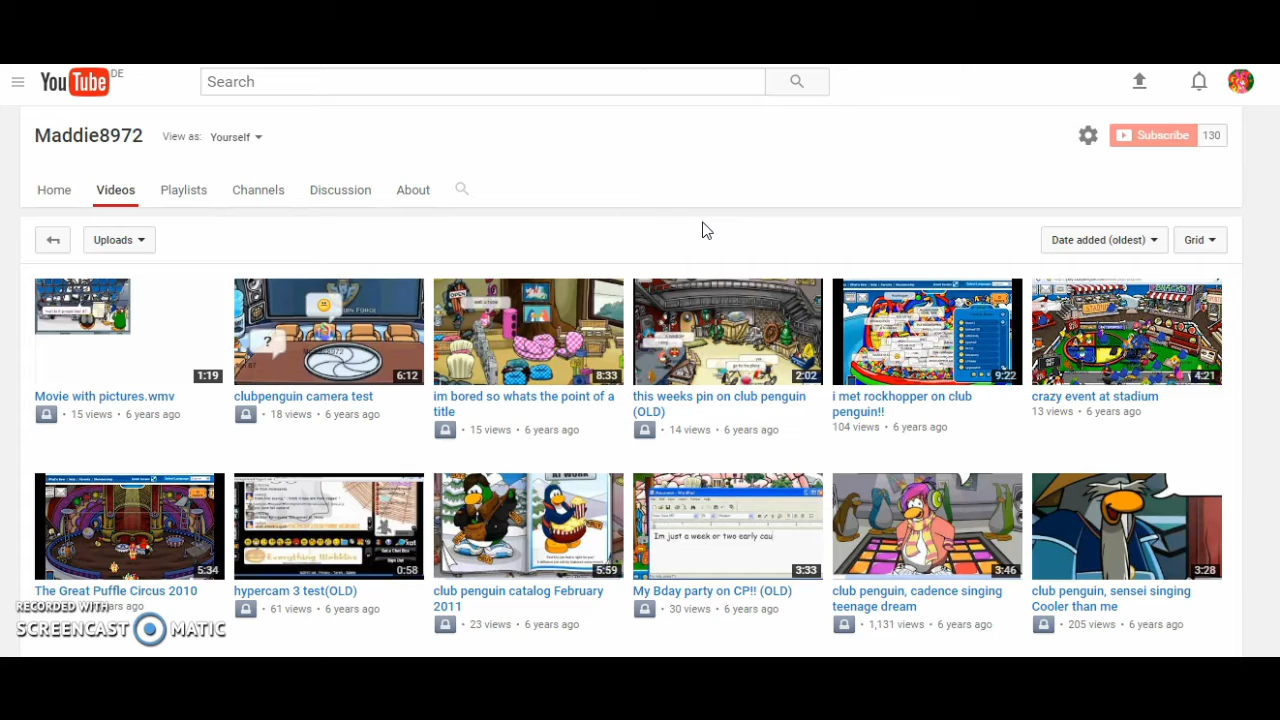 YouTube DE
Search
Maddie8972 View as: Yourself
Subscribe 130
Home Videos Playlists Channels Discussion About
Uploads
Date added (oldest) Grid
1:19
6:12
8:33
2:02
9:22
4:21
Movie with pictures.wmv
• 15 views • 6 years ago
clubpenguin camera test
• 18 views • 6 years ago
im bored so whats the point of a
title
• 15 views • 6 years ago
this weeks pin on club penguin
(OLD)
• 14 views • 6 years ago
i met rockhopper on club
penguin!!
104 views • 6 years ago
crazy event at stadium
13 views • 6 years ago
Im just a week or two early cau
Everything Wobbles
5:34
0:58
5:59
3:33
3:46
3:28
The Great Puffle Circus 2010
years ago
hypercam 3 test(OLD)
• 61 views • 6 years ago
club penguin catalog February
2011
• 23 views • 6 years ago
My Bday party on CP!! (OLD)
• 30 views • 6 years ago
club penguin, cadence singing
teenage dream
• 1,131 views • 6 years ago
club penguin, sensei singing
Cooler than me
• 205 views • 6 years ago
RECORDED WITH
SCREENCAST MATIC